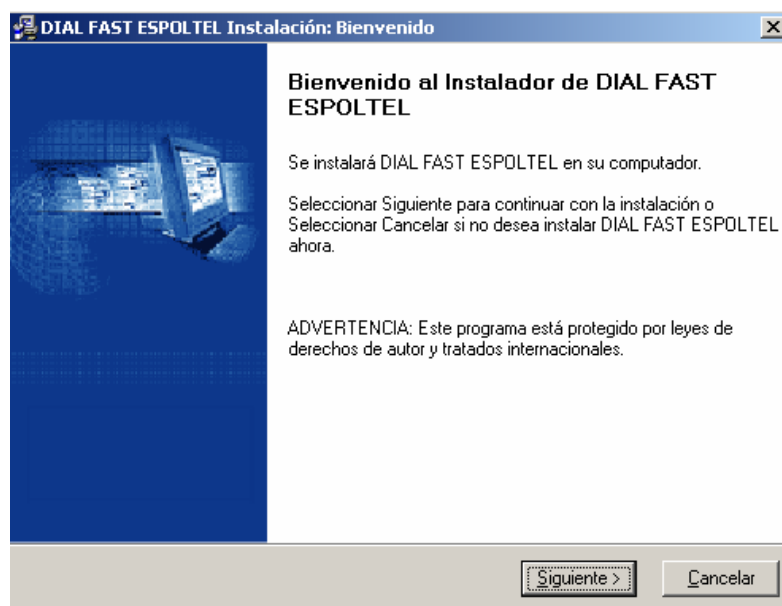 DIAL FAST ESPOLTEL Instalación: Bienvenido
Bienvenido al Instalador de DIAL FAST
ESPOLTEL
Se instalará DIAL FAST ESPOLTEL en su computador.
Seleccionar Siguiente para continuar con la instalación o
Seleccionar Cancelar si no desea instalar DIAL FAST ESPOLTEL
ahora.
ADVERTENCIA: Este programa está protegido por leyes de
derechos de autor y tratados internacionales.
Siguiente >
Cancelar